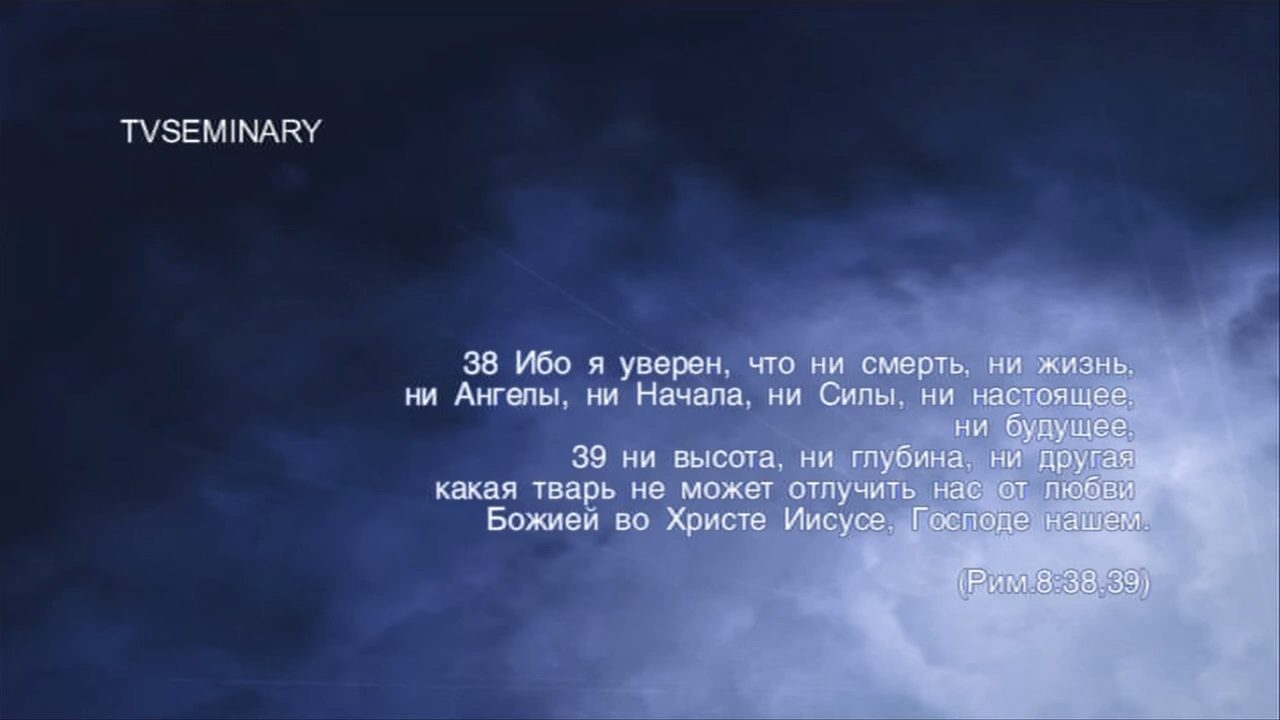 TVSEMINARY
38 Ибо я уверен, что ни смерть, ни жизнь,
ни Ангелы, ни Начала, ни Силы, ни настоящее,
ни будущее,
39 ни высота, ни глубина, ни другая
какая тварь не может отлучить нас от любви
Божией во Христе Иисусе, Господе нашем.
(Рим.8:38,39)